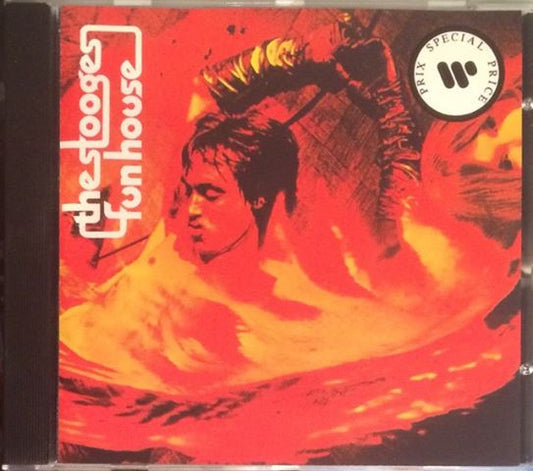 the stooges
fun house
PRIX SPECIAL PRICE